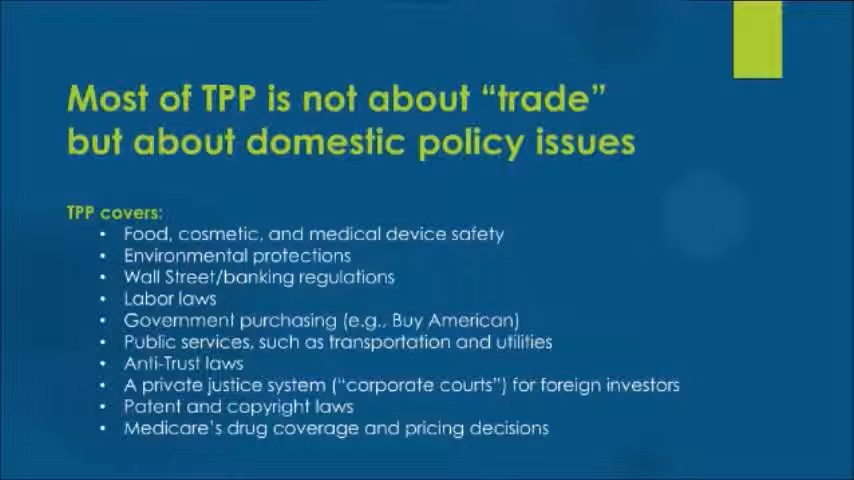 Most of TPP is not about “trade”
but about domestic policy issues
TPP covers:
• Food, cosmetic, and medical device safety
• Environmental protections
• Wall Street/banking regulations
• Labor laws
• Government purchasing (e.g., Buy American)
• Public services, such as transportation and utilities
• Anti-Trust laws
• A private justice system (“corporate courts”) for foreign investors
• Patent and copyright laws
• Medicare’s drug coverage and pricing decisions